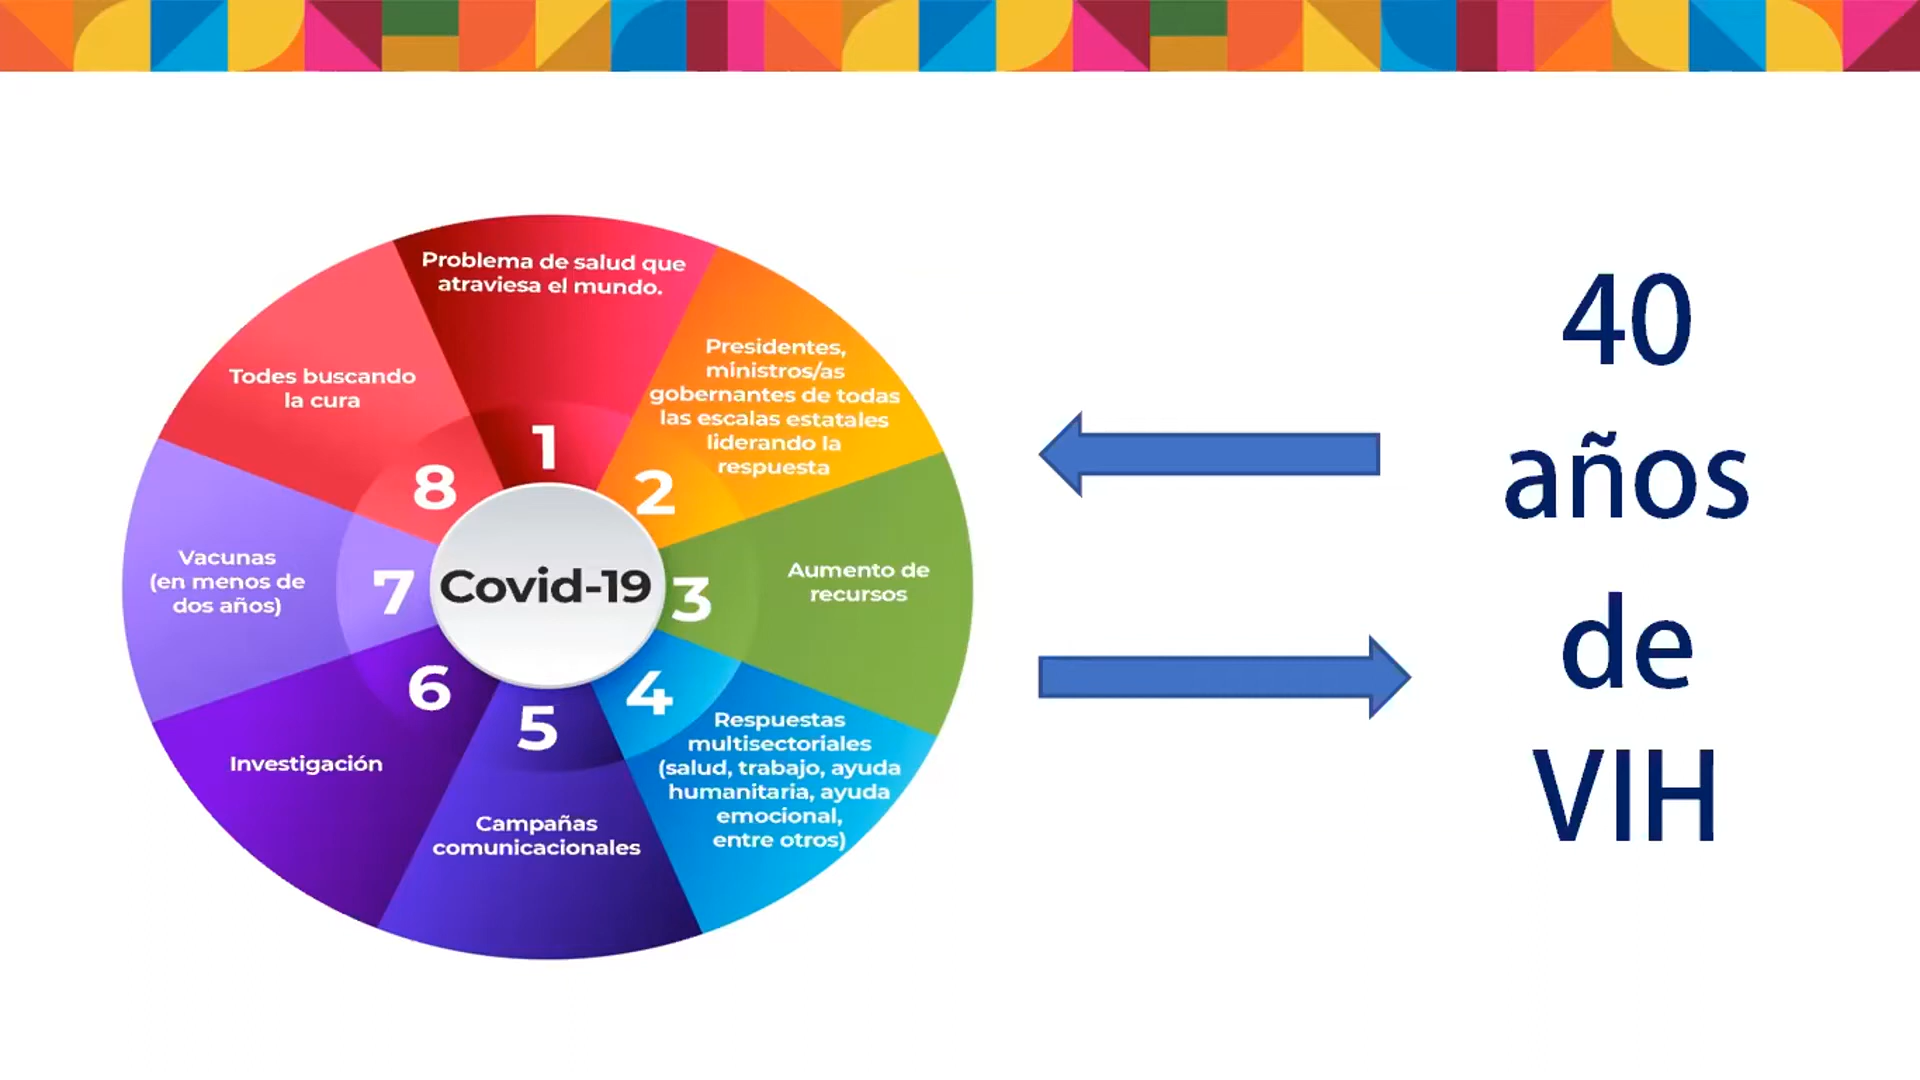 Problema de salud que
atraviesa el mundo.
1
Presidentes,
ministros/as
gobernantes de todas
las escalas estatales
liderando la
respuesta
2
Aumento de
recursos
3
Respuestas
multisectoriales
(salud, trabajo, ayuda
humanitaria, ayuda
emocional,
entre otros)
4
Campañas
comunicacionales
5
Investigación
6
Vacunas
(en menos de
dos años)
7
Todes buscando
la cura
8
Covid-19
40
años
de
VIH